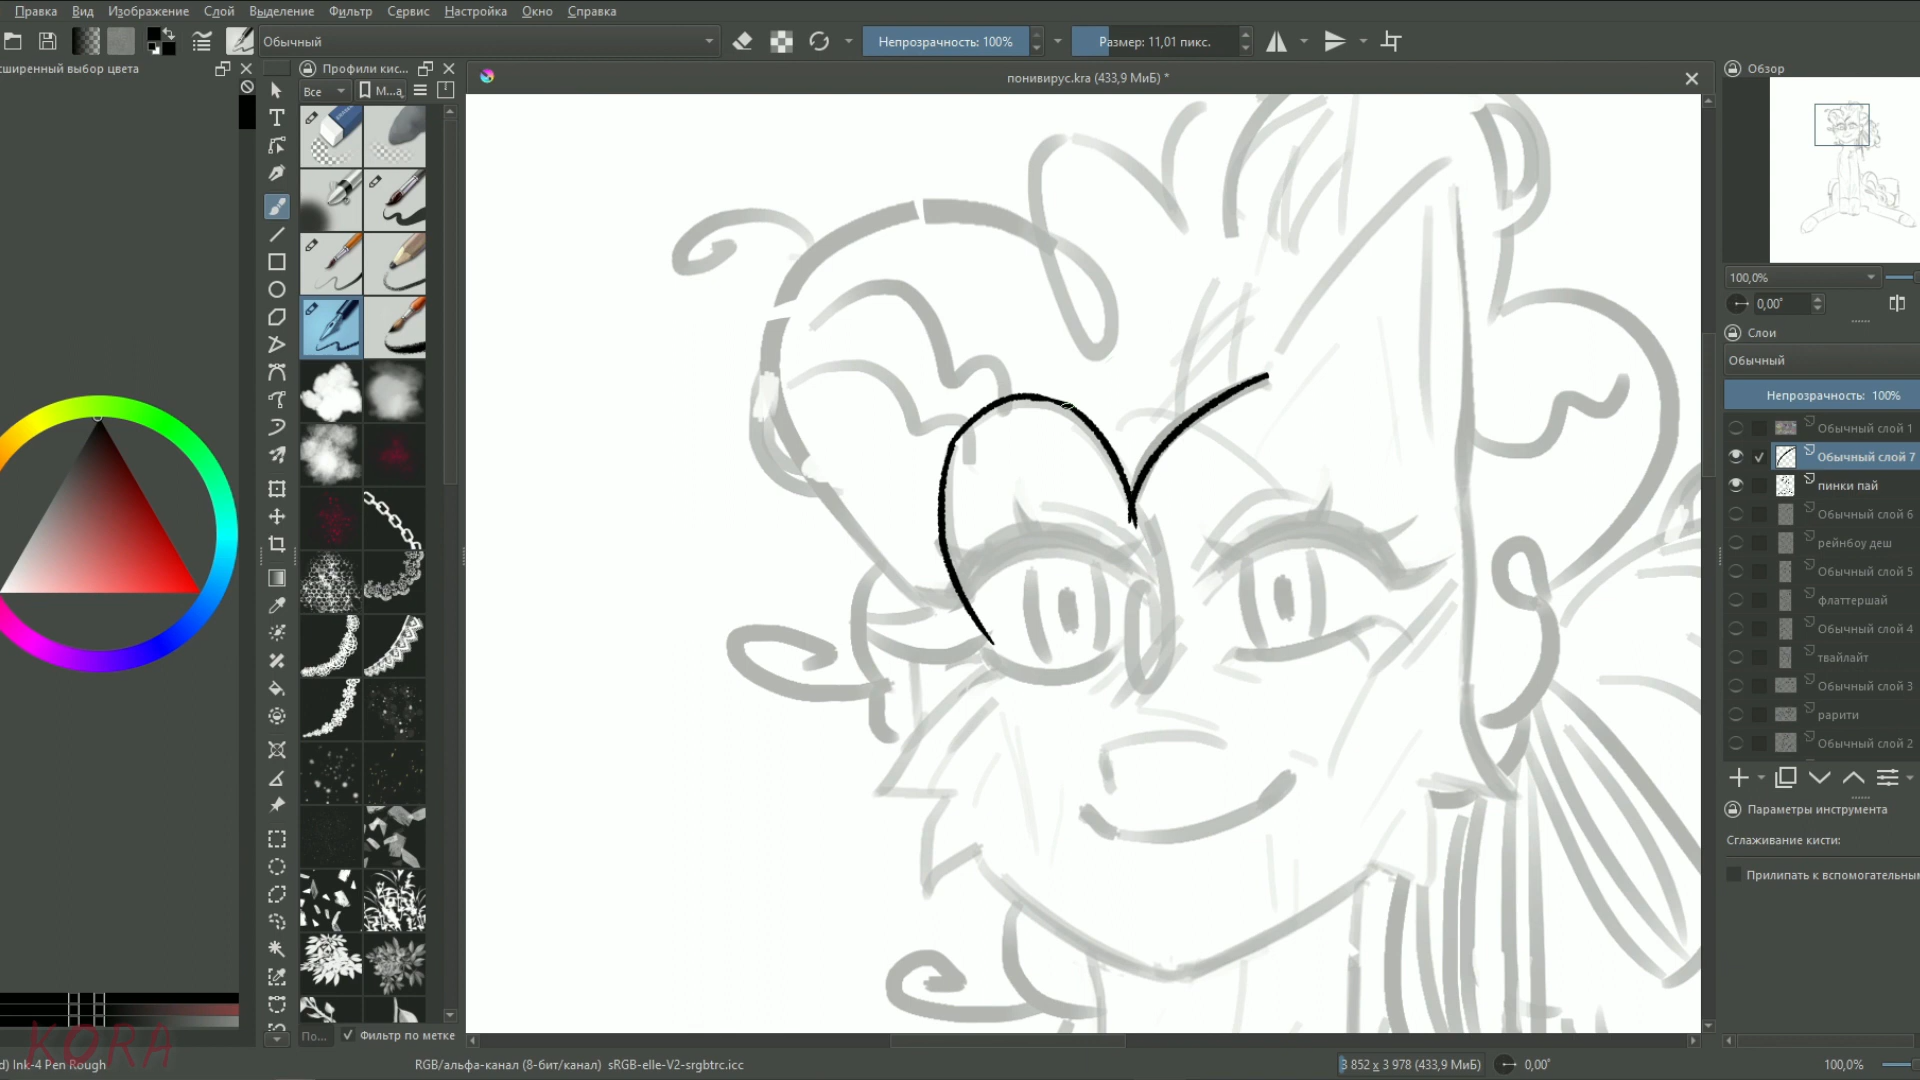 Правка Вид Изображение Слой Выделение Фильтр Сервис Настройка Окно Справка
Обычный
Непрозрачность: 100%
Размер: 11,01 пикс.
сширенный выбор цвета
Профили кис...
понивирус.kra (433,9 МиБ) *
Обзор
Все
М...а
100,0%
0,00°
Слои
Обычный
Непрозрачность: 100%
Обычный слой 1
Обычный слой 7
пинки пай
Обычный слой 6
рейнбоу деш
Обычный слой 5
флаттершай
Обычный слой 4
твайлайт
Обычный слой 3
рарити
Обычный слой 2
Параметры инструмента
Сглаживание кисти:
Прилипать к вспомогательным
По... Фильтр по метке
KORA
d) Ink-4 Pen Rough
RGB/альфа-канал (8-бит/канал) sRGB-elle-V2-srgbtrc.icc
3 852 x 3 978 (433,9 МиБ)
0,00°
100,0%